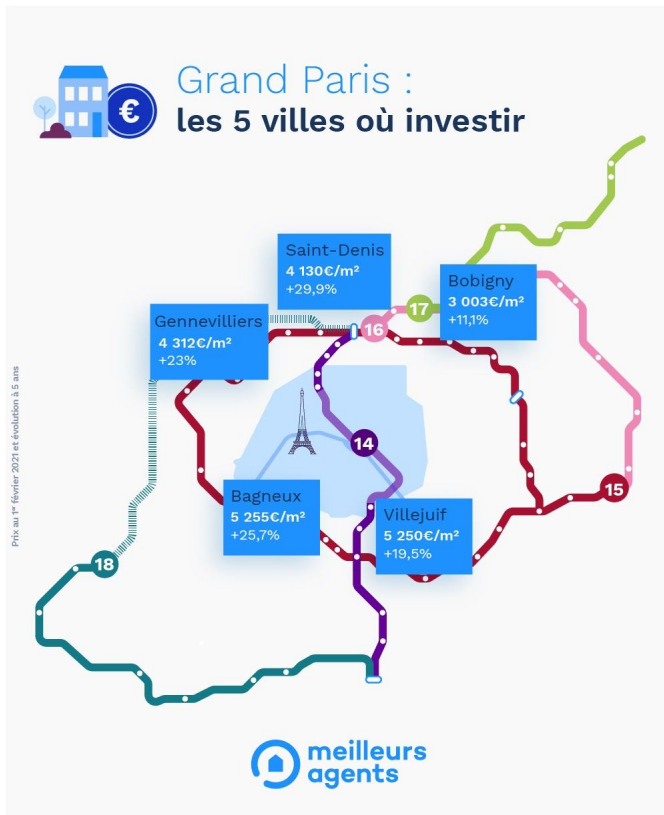 Grand Paris :
les 5 villes où investir
€
Saint-Denis
4 130€/m²
+29,9%
Bobigny
3 003€/m²
+11,1%
17
16
Gennevilliers
4 312€/m²
+23%
14
15
Bagneux
5 255€/m²
+25,7%
Villejuif
5 250€/m²
+19,5%
18
Prix au 1er février 2021 et évolution à 5 ans
meilleurs
agents